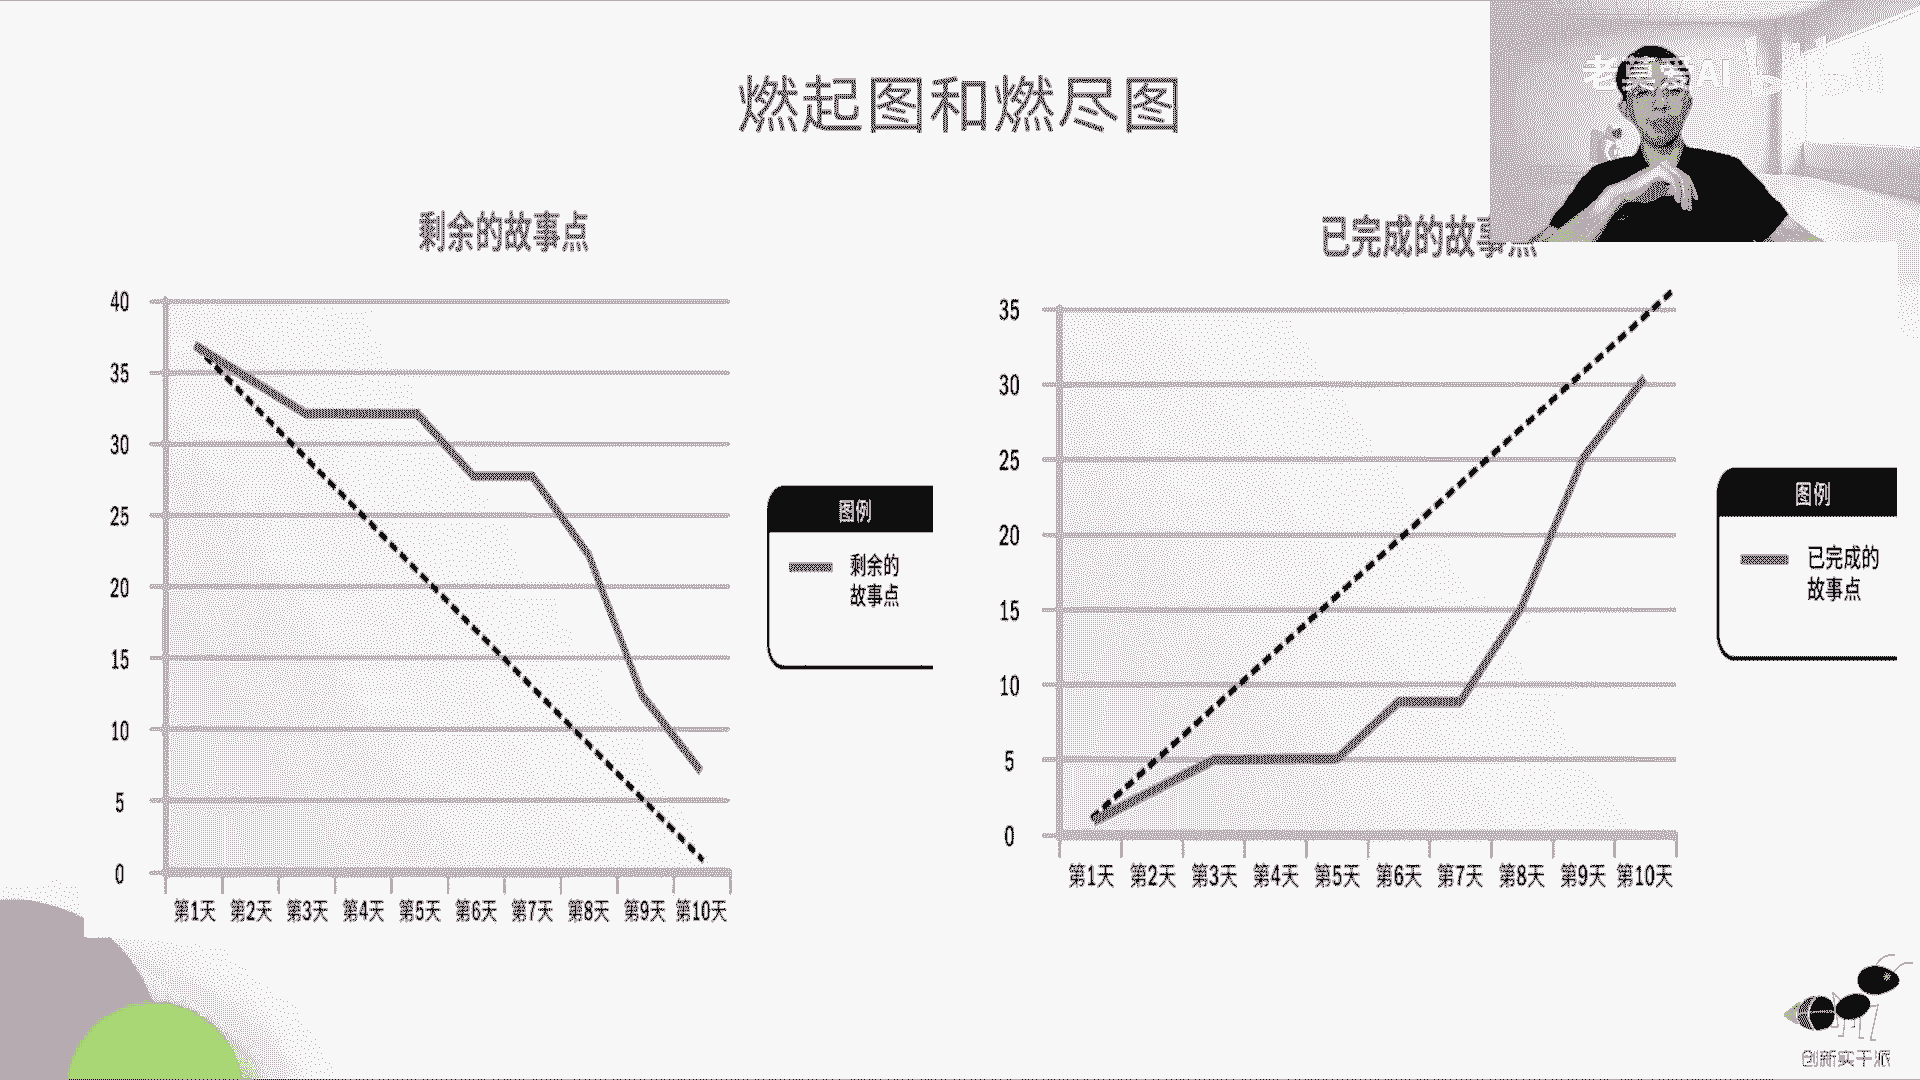 燃起图和燃尽图
老莫爱AI bilibili
剩余的故事点
40
35
30
25
20
15
10
5
0
第1天 第2天 第3天 第4天 第5天 第6天 第7天 第8天 第9天 第10天
图例
剩余的
故事点
已完成的故事点
35
30
25
20
15
10
5
0
第1天 第2天 第3天 第4天 第5天 第6天 第7天 第8天 第9天 第10天
图例
已完成的
故事点
创新实干派